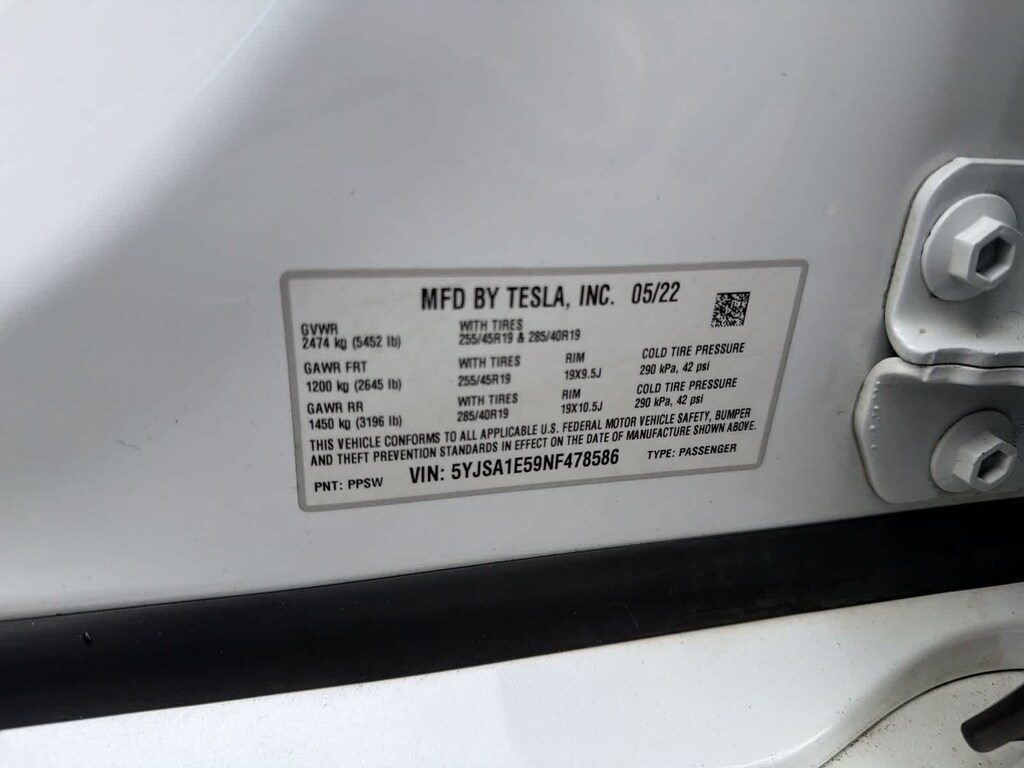 MFD BY TESLA, INC. 05/22
GVWR
2474 kg (5452 lb)
WITH TIRES
255/45R19 & 285/40R19
GAWR FRT
1200 kg (2645 lb)
WITH TIRES
255/45R19
RIM
19X9.5J
COLD TIRE PRESSURE
290 kPa, 42 psi
GAWR RR
1450 kg (3196 lb)
WITH TIRES
285/40R19
RIM
19X10.5J
COLD TIRE PRESSURE
290 kPa, 42 psi
THIS VEHICLE CONFORMS TO ALL APPLICABLE U.S. FEDERAL MOTOR VEHICLE SAFETY, BUMPER
AND THEFT PREVENTION STANDARDS IN EFFECT ON THE DATE OF MANUFACTURE SHOWN ABOVE.
PNT: PPSW VIN: 5YJSA1E59NF478586 TYPE: PASSENGER